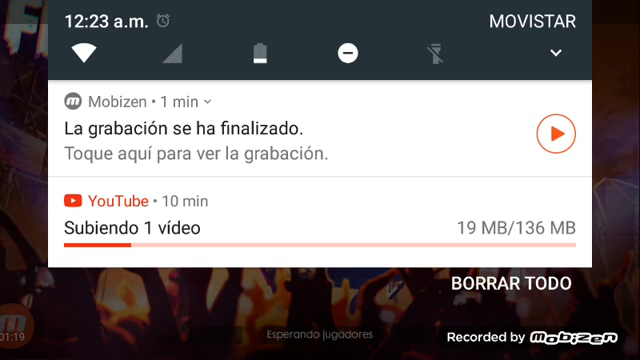 12:23 a.m.
MOVISTAR
Mobizen • 1 min
La grabación se ha finalizado.
Toque aquí para ver la grabación.
YouTube • 10 min
Subiendo 1 vídeo
19 MB/136 MB
BORRAR TODO
01:19
Esperando jugadores
Recorded by mobizen